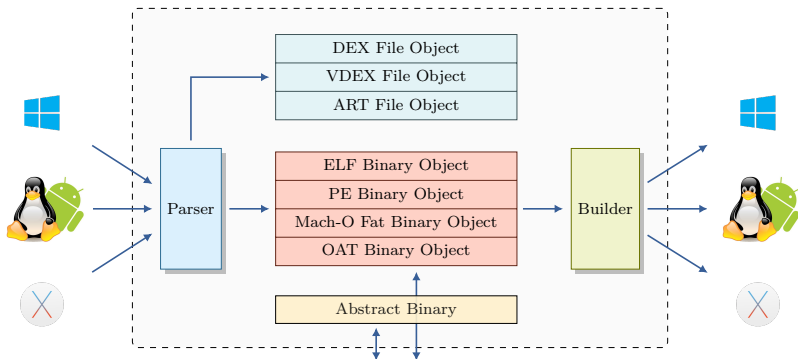 DEX File Object
VDEX File Object
ART File Object
Parser
ELF Binary Object
PE Binary Object
Mach-O Fat Binary Object
OAT Binary Object
Builder
Abstract Binary